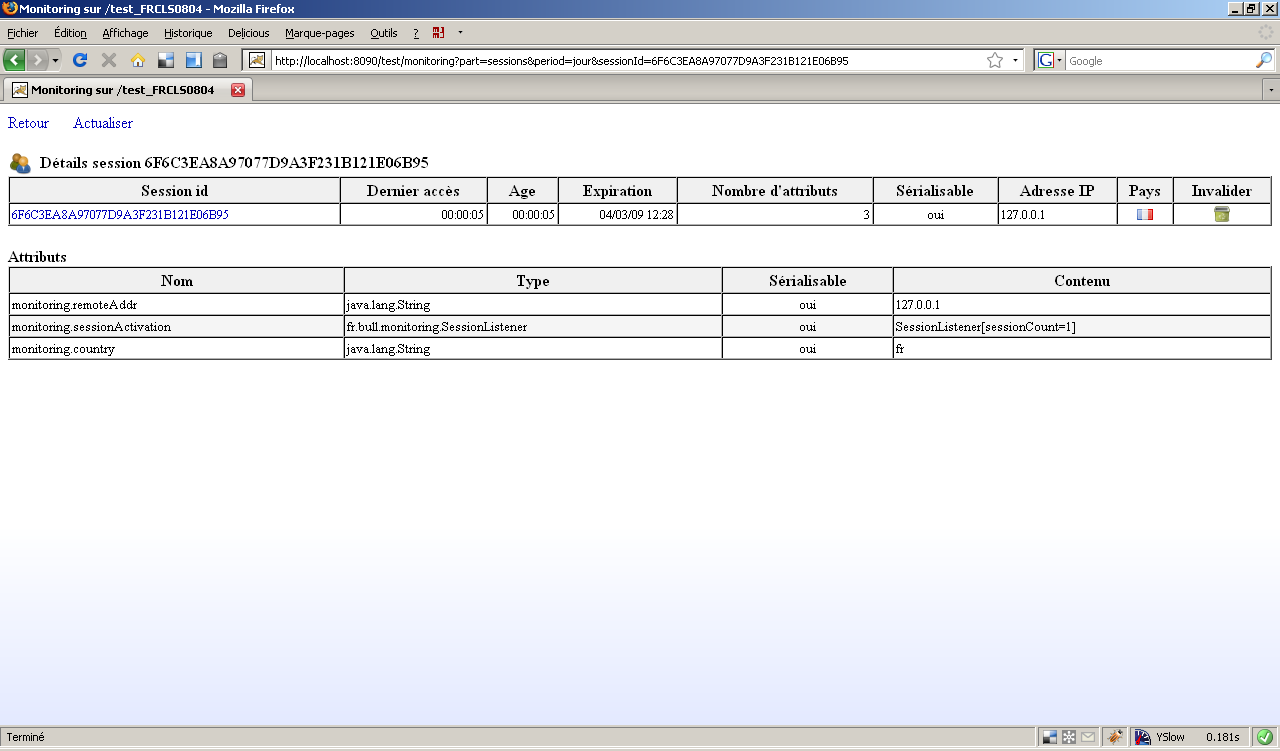 Monitoring sur /test_FRCLS0804 - Mozilla Firefox
Fichier Édition Affichage Historique Delicious Marque-pages Outils ?
http://localhost:8090/test/monitoring?part=sessions&period=jour&sessionId=6F6C3EA8A97077D9A3F231B121E06B95 G Google
Monitoring sur /test_FRCLS0804
Retour Actualiser
Détails session 6F6C3EA8A97077D9A3F231B121E06B95
Session id Dernier accès Age Expiration Nombre d'attributs Sérialisable Adresse IP Pays Invalider
6F6C3EA8A97077D9A3F231B121E06B95 00:00:05 00:00:05 04/03/09 12:28 3 oui 127.0.0.1
Attributs
Nom Type Sérialisable Contenu
monitoring.remoteAddr java.lang.String oui 127.0.0.1
monitoring.sessionActivation fr.bull.monitoring.SessionListener oui SessionListener[sessionCount=1]
monitoring.country java.lang.String oui fr
Terminé YSlow 0.181s